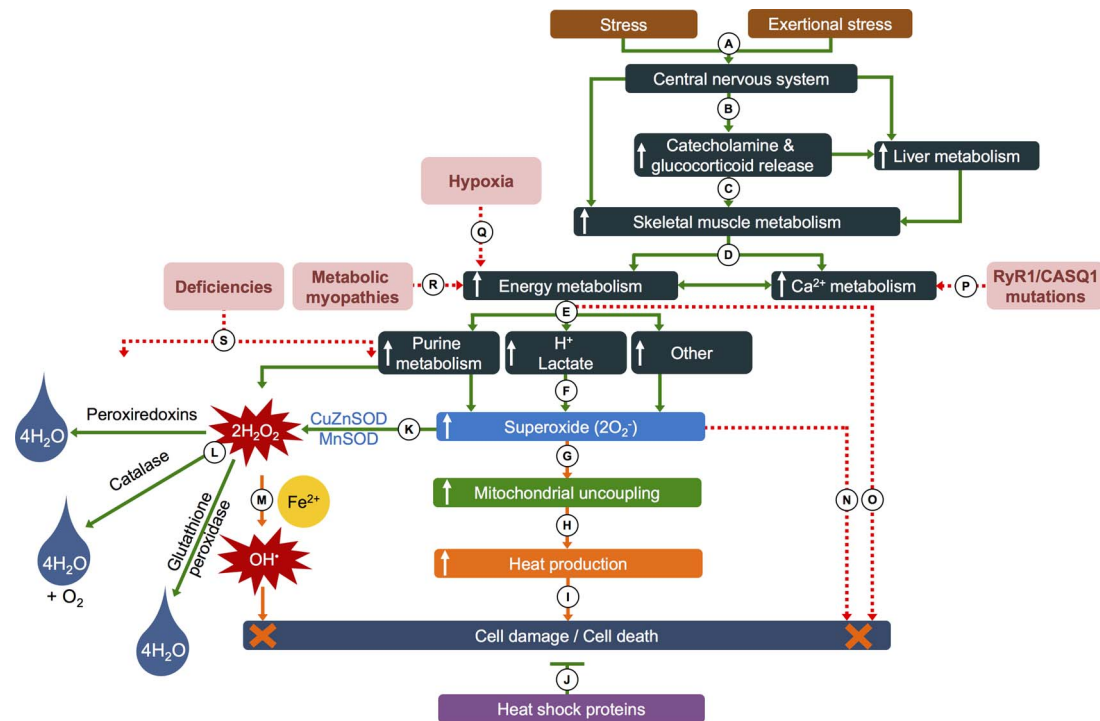 Stress
Exertional stress
A
Central nervous system
B
Catecholamine &
glucocorticoid release
Liver metabolism
Hypoxia
C
Skeletal muscle metabolism
Q
D
Deficiencies
Metabolic
myopathies
R
Energy metabolism
Ca²⁺ metabolism
P
RyR1/CASQ1
mutations
E
S
Purine
metabolism
H⁺
Lactate
Other
F
Peroxiredoxins
4H₂O
2H₂O₂
CuZnSOD
MnSOD
K
Superoxide (2O₂⁻)
L
G
Catalase
Glutathione
peroxidase
M
Fe²⁺
Mitochondrial uncoupling
N
O
H
4H₂O
+ O₂
OH•
Heat production
I
4H₂O
Cell damage / Cell death
J
Heat shock proteins